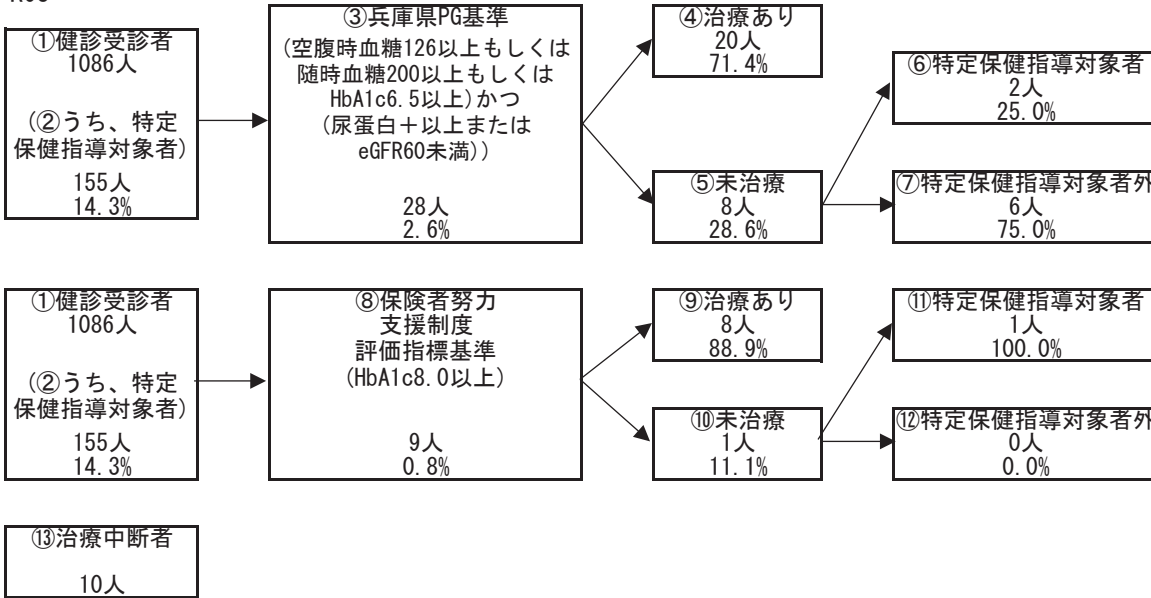 ①健診受診者
1086人
(②うち、特定
保健指導対象者)
155人
14.3%
③兵庫県PG基準
(空腹時血糖126以上もしくは
随時血糖200以上もしくは
HbA1c6.5以上)かつ
(尿蛋白＋以上または
eGFR60未満))
28人
2.6%
④治療あり
20人
71.4%
⑤未治療
8人
28.6%
⑥特定保健指導対象者
2人
25.0%
⑦特定保健指導対象者外
6人
75.0%
①健診受診者
1086人
(②うち、特定
保健指導対象者)
155人
14.3%
⑧保険者努力
支援制度
評価指標基準
(HbA1c8.0以上)
9人
0.8%
⑨治療あり
8人
88.9%
⑩未治療
1人
11.1%
⑪特定保健指導対象者
1人
100.0%
⑫特定保健指導対象者外
0人
0.0%
⑬治療中断者
10人